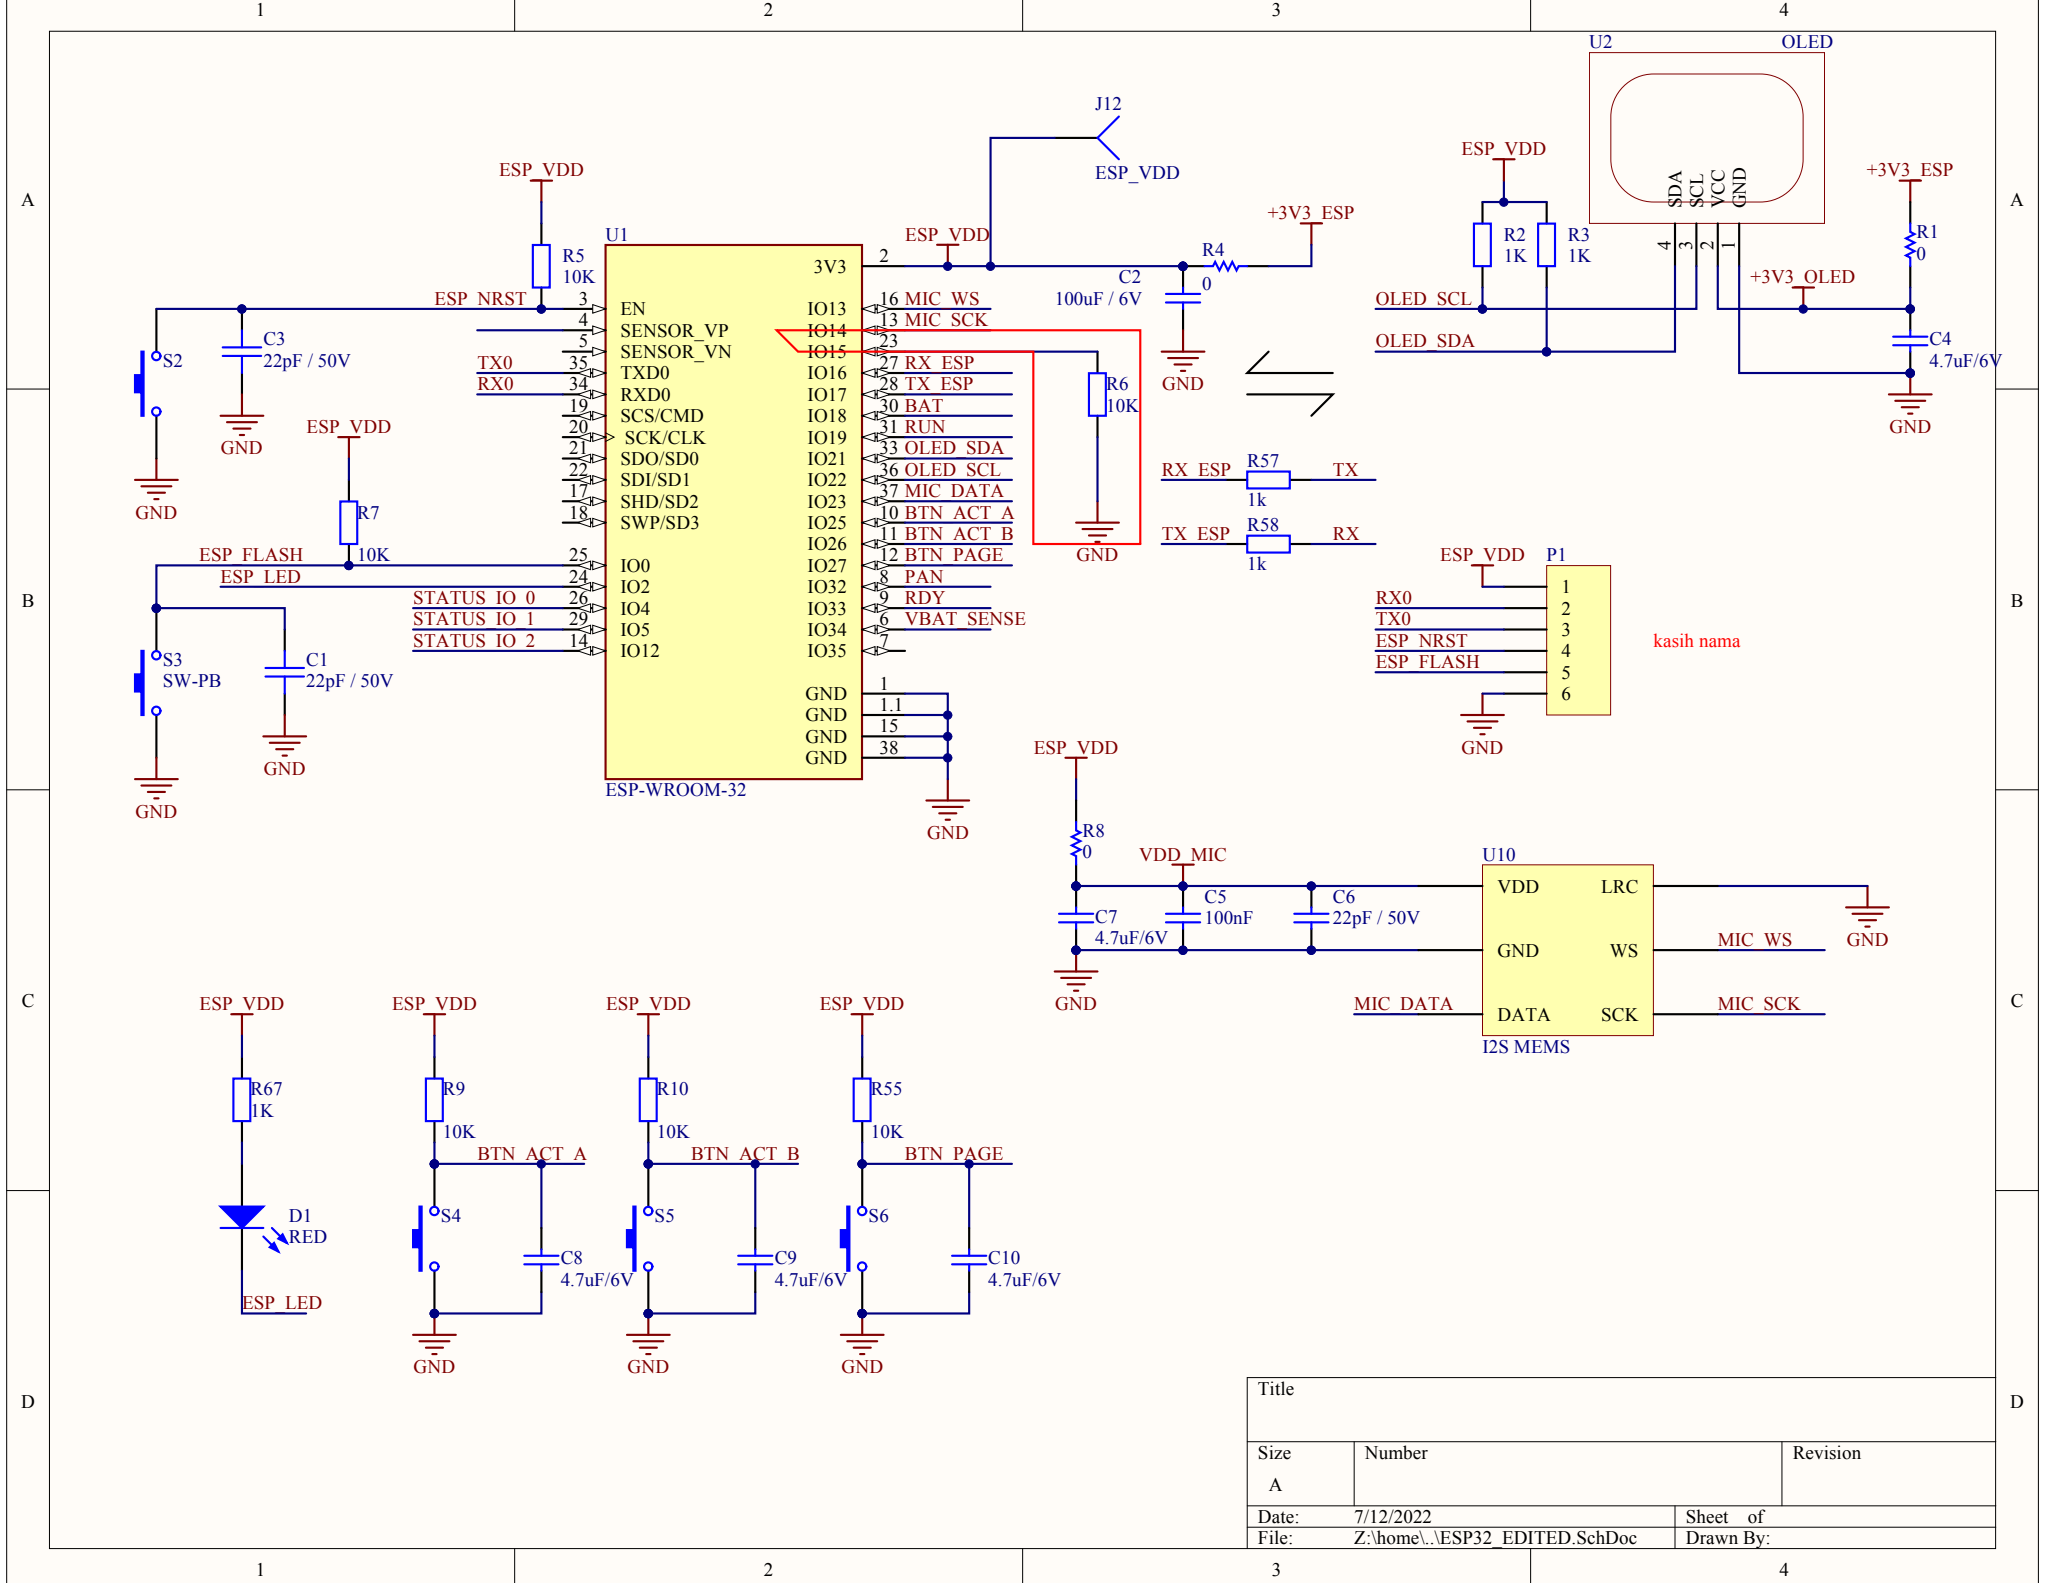 1
2
3
4
A
B
C
D
U2
OLED
SDA
SCL
VCC
GND
4
3
2
1
J12
ESP_VDD
ESP_VDD
R5
10K
ESP_NRST
C3
22pF / 50V
S2
GND
GND
ESP_VDD
R7
10K
ESP_FLASH
ESP_LED
TX0
RX0
STATUS_IO_0
STATUS_IO_1
STATUS_IO_2
S3
SW-PB
C1
22pF / 50V
GND
GND
U1
3 EN
4 SENSOR_VP
5 SENSOR_VN
35 TXD0
34 RXD0
19 SCS/CMD
20 SCK/CLK
21 SDO/SD0
22 SDI/SD1
17 SHD/SD2
18 SWP/SD3
25 IO0
24 IO2
26 IO4
29 IO5
14 IO12
3V3 2
IO13 16 MIC_WS
IO14 13 MIC_SCK
IO15 23
IO16 27 RX_ESP
IO17 28 TX_ESP
IO18 30 BAT
IO19 31 RUN
IO21 33 OLED_SDA
IO22 36 OLED_SCL
IO23 37 MIC_DATA
IO25 10 BTN_ACT_A
IO26 11 BTN_ACT_B
IO27 12 BTN_PAGE
IO32 8 PAN
IO33 9 RDY
IO34 6 VBAT_SENSE
IO35 7
GND 1
GND 1.1
GND 15
GND 38
ESP-WROOM-32
GND
ESP_VDD
C2
100uF / 6V
R4
0
+3V3_ESP
GND
R6
10K
GND
ESP_VDD
R2
1K
R3
1K
OLED_SCL
OLED_SDA
+3V3_OLED
+3V3_ESP
R1
0
C4
4.7uF/6V
GND
RX_ESP R57 TX
1k
TX_ESP R58 RX
1k
ESP_VDD
P1
1
RX0 2
TX0 3
ESP_NRST 4
ESP_FLASH 5
6
GND
kasih nama
ESP_VDD
R8
0
VDD_MIC
C7
4.7uF/6V
C5
100nF
C6
22pF / 50V
GND
U10
VDD LRC
GND WS
DATA SCK
I2S MEMS
MIC_DATA
GND
MIC_WS
MIC_SCK
ESP_VDD
R67
1K
D1
RED
ESP_LED
ESP_VDD
R9
10K
BTN_ACT_A
S4
C8
4.7uF/6V
GND
ESP_VDD
R10
10K
BTN_ACT_B
S5
C9
4.7uF/6V
GND
ESP_VDD
R55
10K
BTN_PAGE
S6
C10
4.7uF/6V
GND
Title
Size
A
Number
Revision
Date: 7/12/2022
Sheet of
File: Z:\home\..\ESP32_EDITED.SchDoc
Drawn By:
A
B
C
D
1
2
3
4